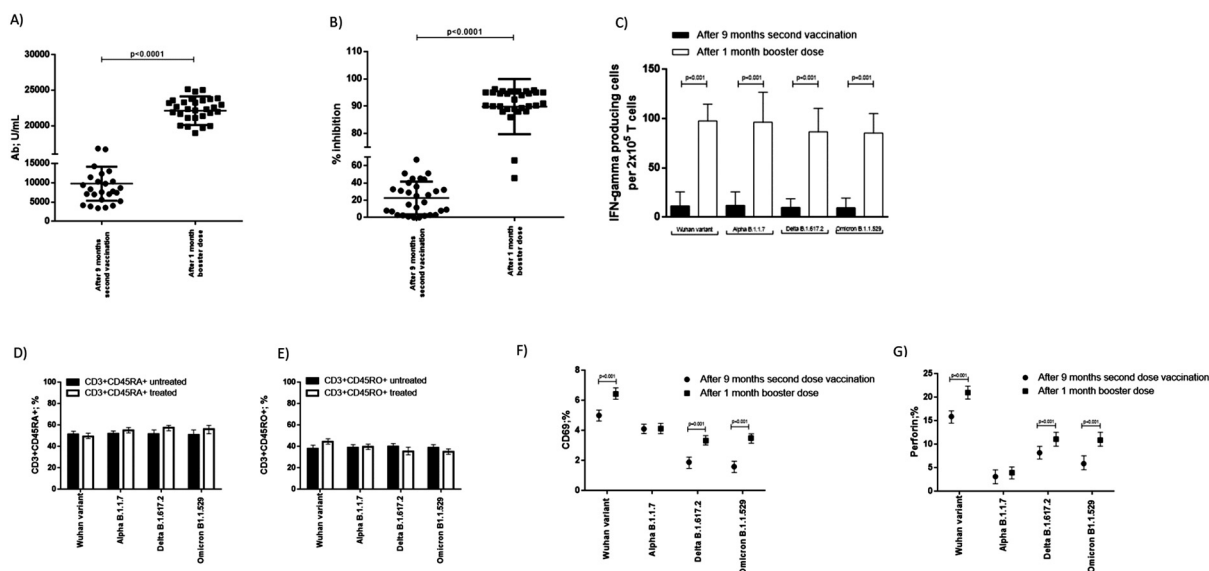 A)
p<0.0001
30000
25000
20000
15000
10000
5000
0
Ab; U/mL
After 9 months
second vaccination
After 1 month
bosster dose
B)
p<0.0001
110
100
90
80
60
40
20
0
% inhibition
After 9 months
second vaccination
After 1 month
booster dose
C)
After 9 months second vaccination
After 1 month booster dose
150
100
50
0
IFN-gamma producing cells
per 2x10⁵ T cells
p<0.001
p<0.001
p<0.001
p<0.001
Wuhan variant
Alpha B.1.1.7
Delta B.1.617.2
Omicron B.1.1.529
D)
CD3+CD45RA+ untreated
CD3+CD45RA+ treated
100
80
60
40
20
0
CD3+CD45RA+; %
Wuhan variant
Alpha B.1.1.7
Delta B.1.617.2
Omicron B1.1.529
E)
CD3+CD45RO+ untreated
CD3+CD45RO+ treated
100
80
60
40
20
0
CD3+CD45RO+; %
Wuhan variant
Alpha B.1.1.7
Delta B.1.617.2
Omicron B1.1.529
F)
After 9 months second dose vaccination
After 1 month booster dose
8
6
4
2
0
CD69;%
p<0.001
p<0.001
p<0.001
Wuhan variant
Alpha B.1.1.7
Delta B.1.617.2
Omicron B1.1.529
G)
After 9 months second dose vaccination
After 1 month booster dose
25
20
15
10
5
0
Perforin;%
p<0.001
p<0.001
p<0.001
Wuhan variant
Alpha B.1.1.7
Delta B.1.617.2
Omicron B1.1.529